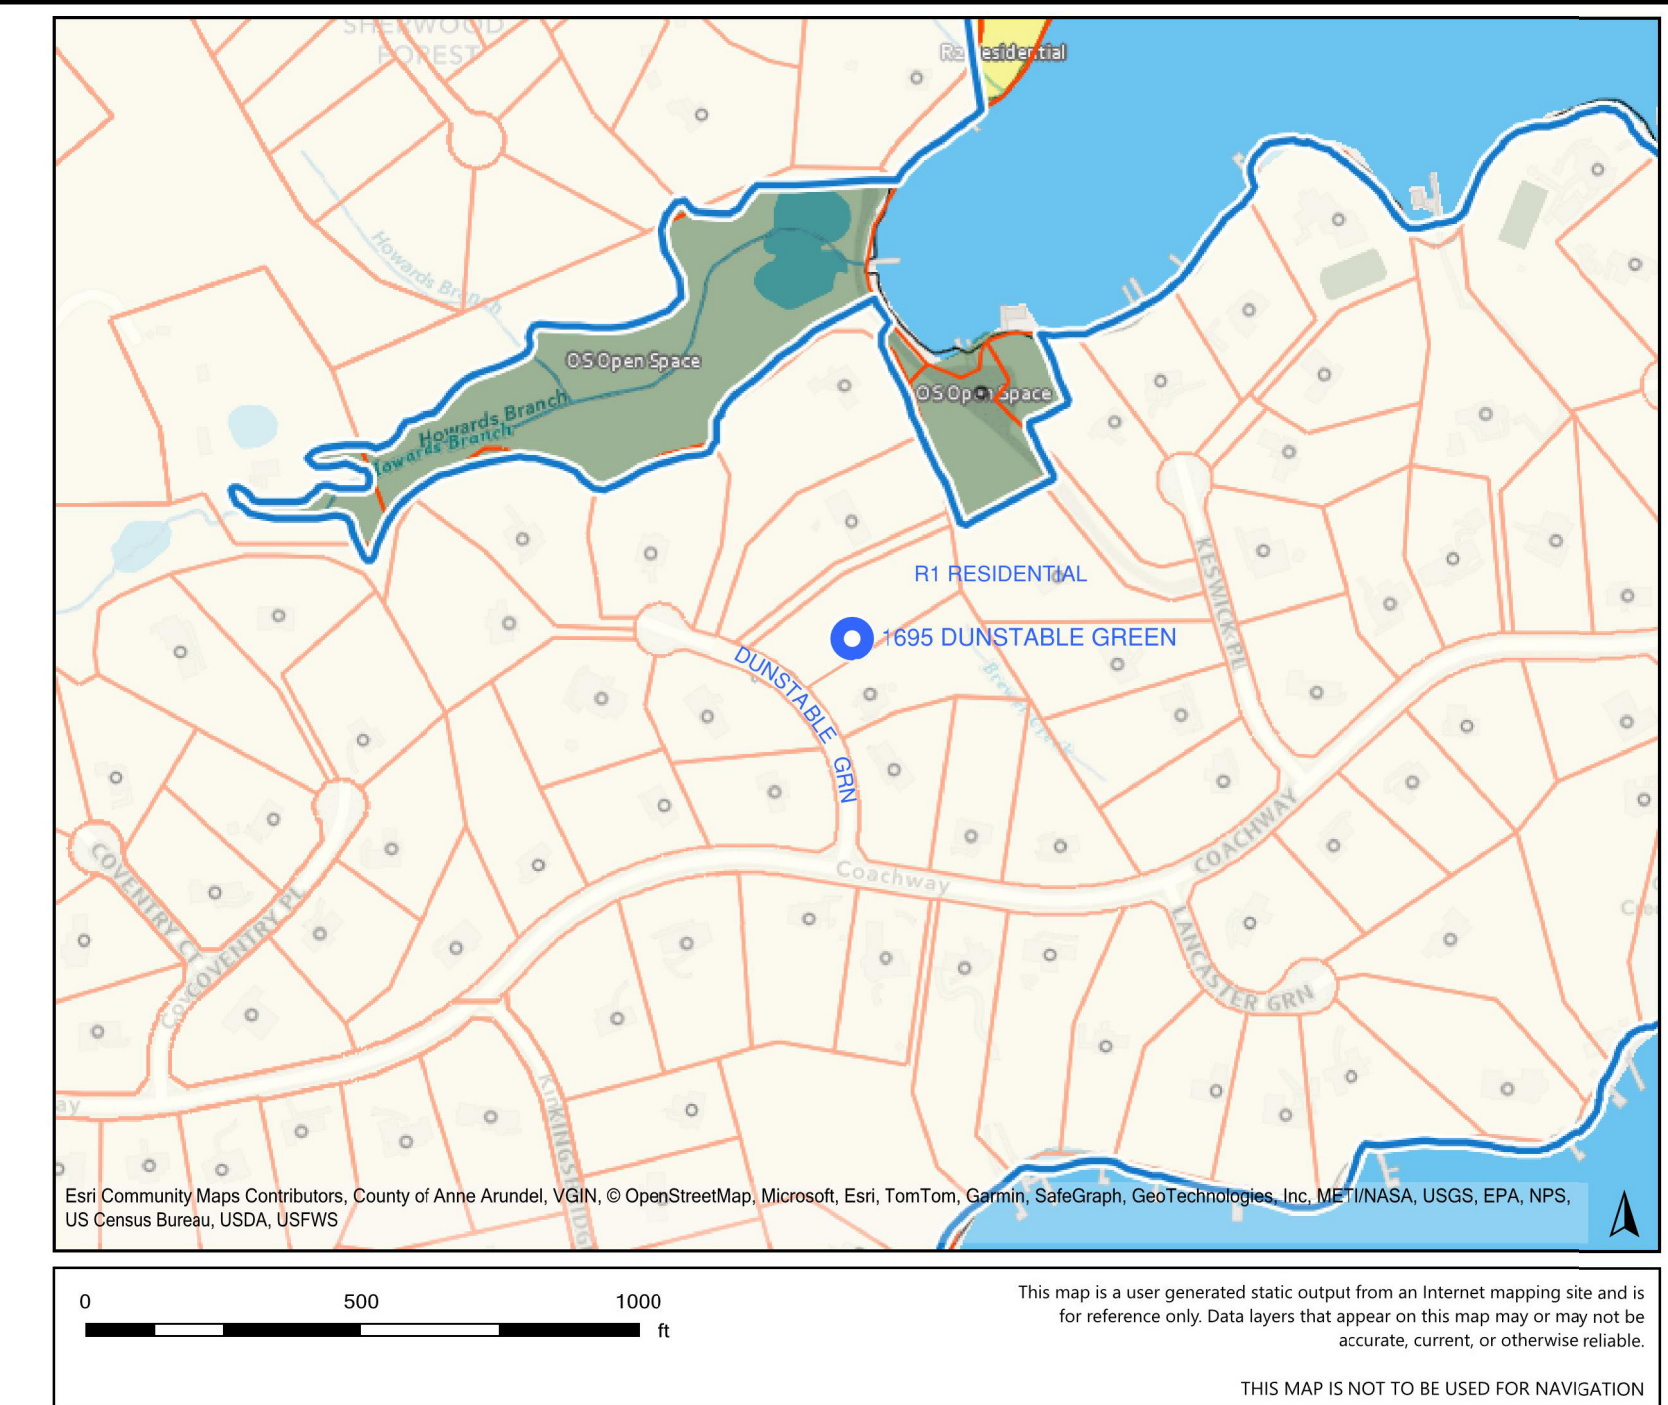 SHERWOOD
FOREST
R2 Residential
Howards Branch
OS Open Space
Howards Branch
Howards Branch
OS Open Space
R1 RESIDENTIAL
1695 DUNSTABLE GREEN
KESWICK PL
DUNSTABLE GRN
Brewer Creek
COACHWAY
Coachway
COVENTRY CT
COVENTRY PL
LANCASTER GRN
Cree
ay
KINGSBRIDG
Esri Community Maps Contributors, County of Anne Arundel, VGIN, © OpenStreetMap, Microsoft, Esri, TomTom, Garmin, SafeGraph, GeoTechnologies, Inc, METI/NASA, USGS, EPA, NPS,
US Census Bureau, USDA, USFWS
0 500 1000
ft
This map is a user generated static output from an Internet mapping site and is
for reference only. Data layers that appear on this map may or may not be
accurate, current, or otherwise reliable.
THIS MAP IS NOT TO BE USED FOR NAVIGATION